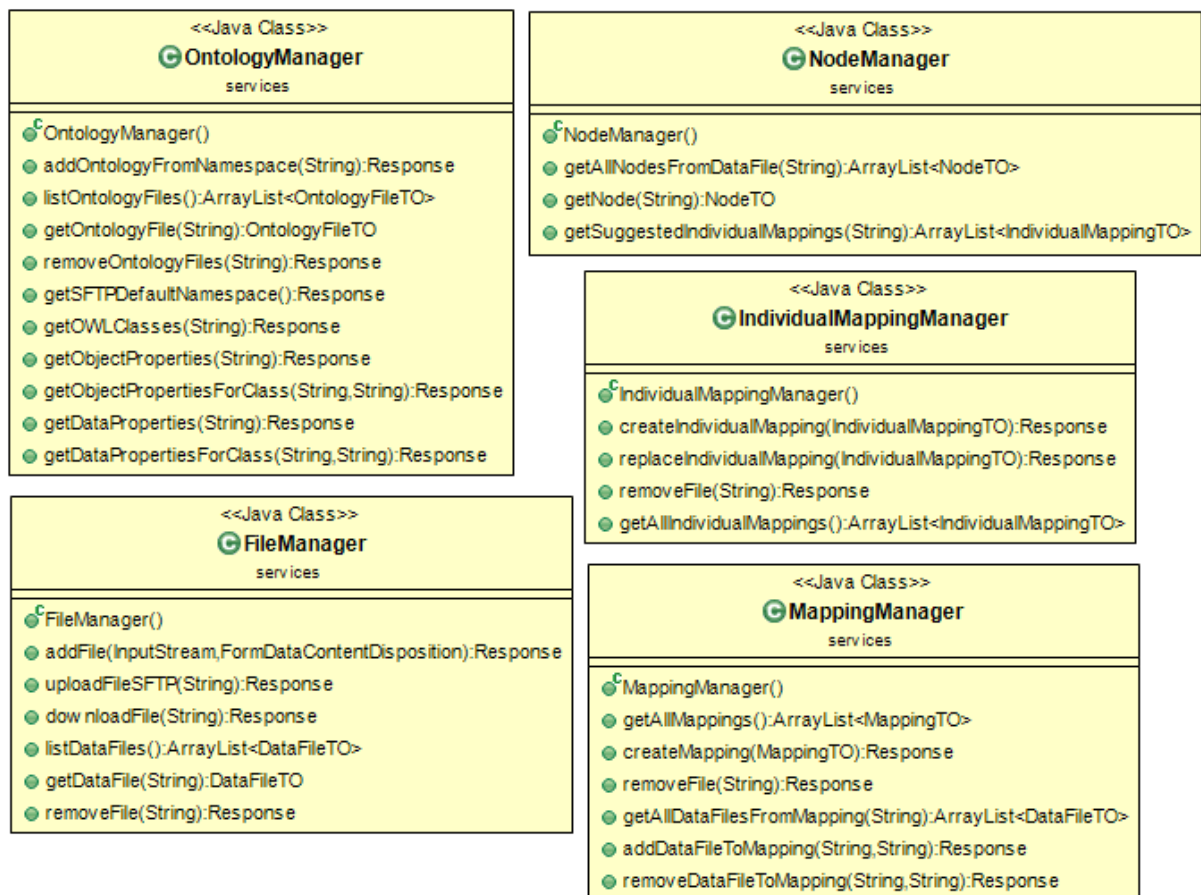 <<Java Class>>
OntologyManager
services
OntologyManager()
addOntologyFromNamespace(String):Response
listOntologyFiles():ArrayList<OntologyFileTO>
getOntologyFile(String):OntologyFileTO
removeOntologyFiles(String):Response
getSFTPDefaultNamespace():Response
getOWLClasses(String):Response
getObjectProperties(String):Response
getObjectPropertiesForClass(String,String):Response
getDataProperties(String):Response
getDataPropertiesForClass(String,String):Response
<<Java Class>>
NodeManager
services
NodeManager()
getAllNodesFromDataFile(String):ArrayList<NodeTO>
getNode(String):NodeTO
getSuggestedIndividualMappings(String):ArrayList<IndividualMappingTO>
<<Java Class>>
IndividualMappingManager
services
IndividualMappingManager()
createIndividualMapping(IndividualMappingTO):Response
replaceIndividualMapping(IndividualMappingTO):Response
removeFile(String):Response
getAllIndividualMappings():ArrayList<IndividualMappingTO>
<<Java Class>>
FileManager
services
FileManager()
addFile(InputStream,FormDataContentDisposition):Response
uploadFileSFTP(String):Response
downloadFile(String):Response
listDataFiles():ArrayList<DataFileTO>
getDataFile(String):DataFileTO
removeFile(String):Response
<<Java Class>>
MappingManager
services
MappingManager()
getAllMappings():ArrayList<MappingTO>
createMapping(MappingTO):Response
removeFile(String):Response
getAllDataFilesFromMapping(String):ArrayList<DataFileTO>
addDataFileToMapping(String,String):Response
removeDataFileToMapping(String,String):Response